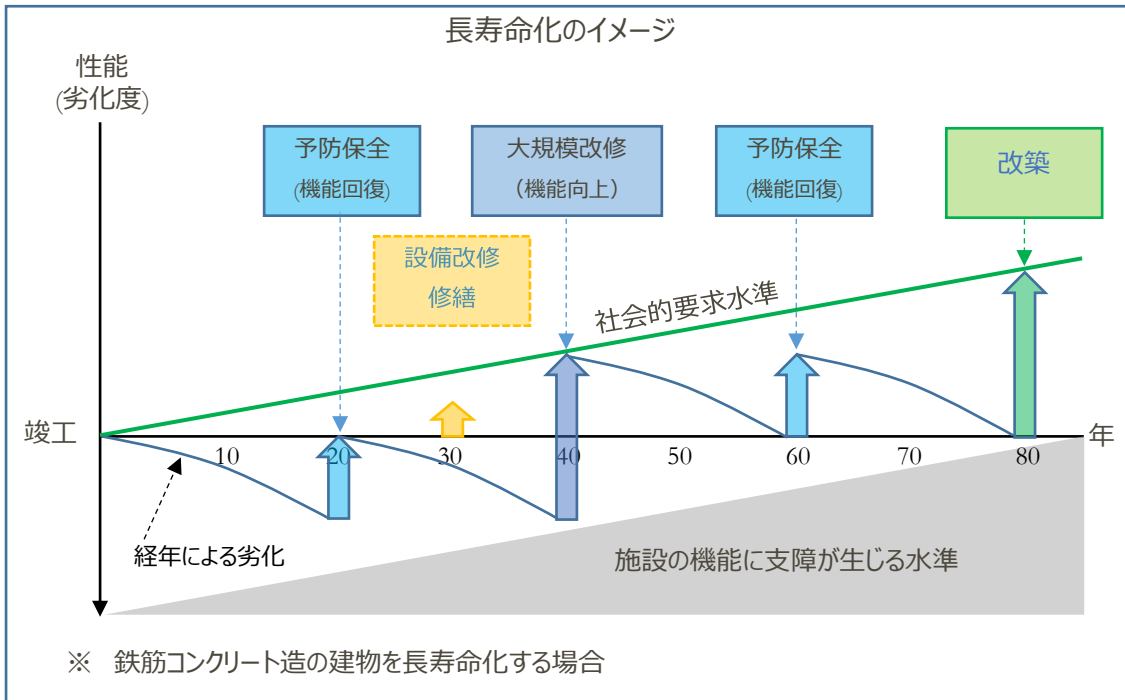 長寿命化のイメージ
性能
(劣化度)
予防保全
(機能回復)
大規模改修
(機能向上)
予防保全
(機能回復)
改築
設備改修
修繕
社会的要求水準
竣工
10
20
30
40
50
60
70
80
年
経年による劣化
施設の機能に支障が生じる水準
※ 鉄筋コンクリート造の建物を長寿命化する場合